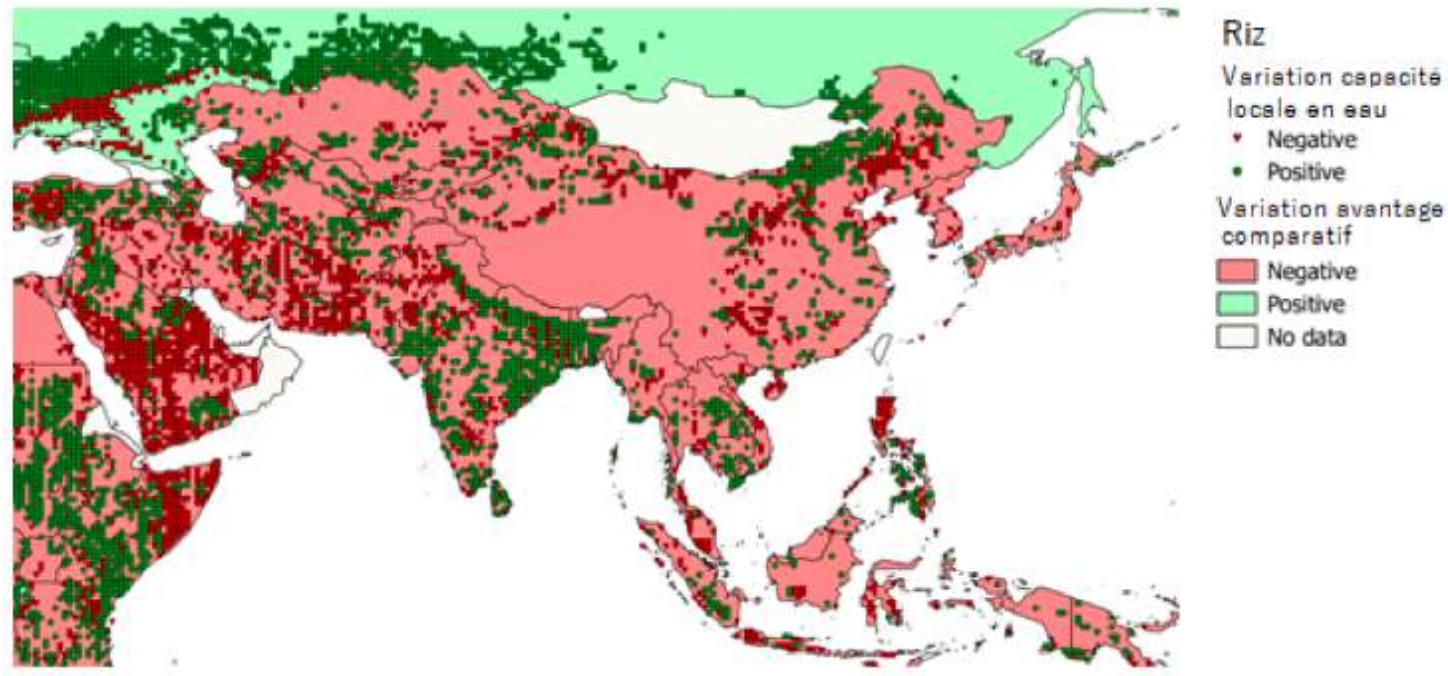 Riz
Variation capacité
locale en eau
Negative
Positive
Variation avantage
comparatif
Negative
Positive
No data